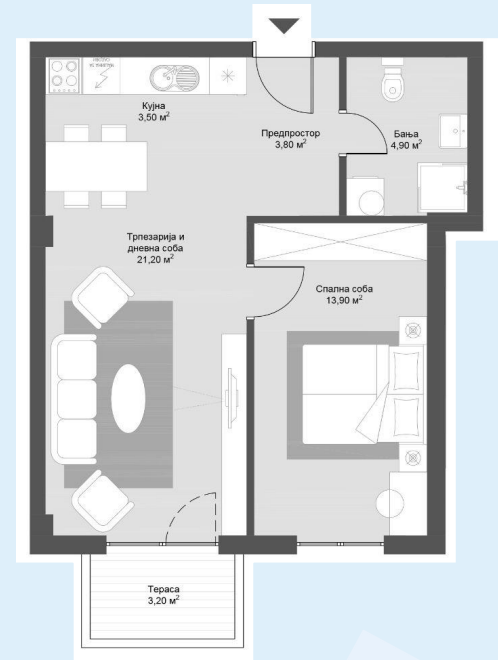 Кујна
3,50 м²
Предпростор
3,80 м²
Бања
4,90 м²
Трпезарија и
дневна соба
21,20 м²
Спална соба
13,90 м²
Тераса
3,20 м²